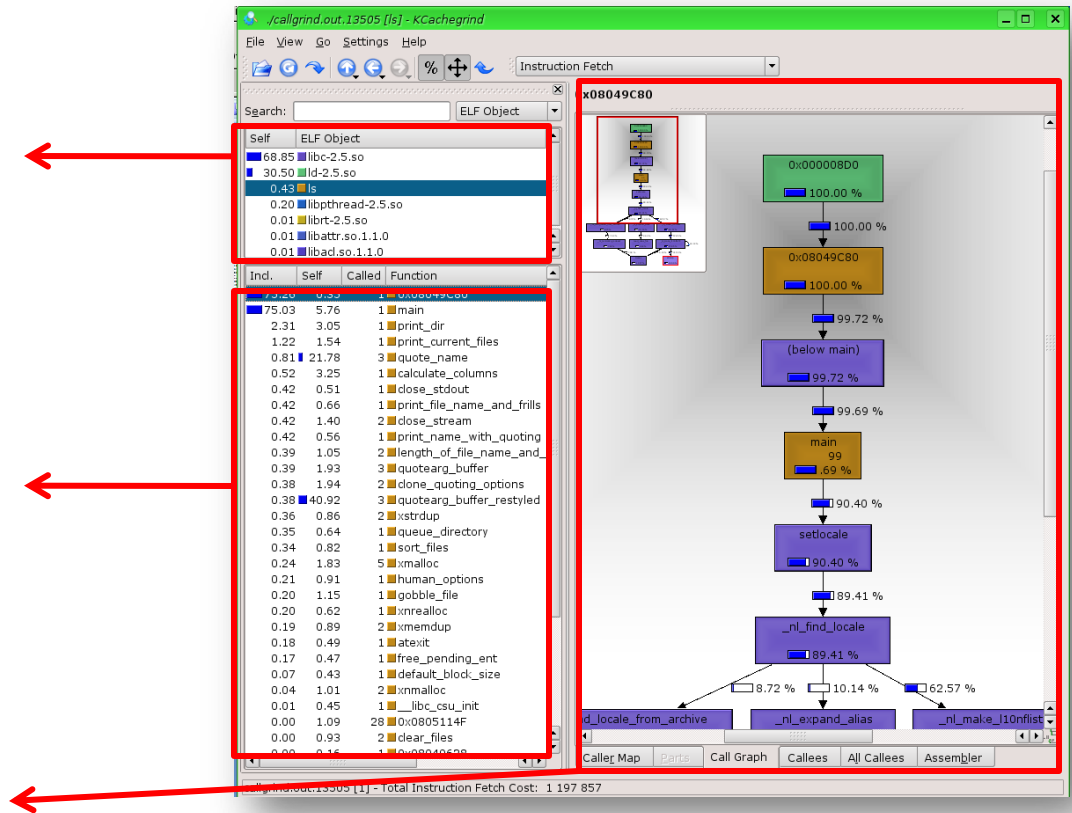 ./callgrind.out.13505 [ls] - KCachegrind
File View Go Settings Help
% Instruction Fetch
Search: ELF Object
Self ELF Object
68.85 libc-2.5.so
30.50 ld-2.5.so
0.43 ls
0.20 libpthread-2.5.so
0.01 librt-2.5.so
0.01 libattr.so.1.1.0
0.01 libacl.so.1.1.0
Incl. Self Called Function
1 0x08049C80
75.03 5.76 1 main
2.31 3.05 1 print_dir
1.22 1.54 1 print_current_files
0.81 21.78 3 quote_name
0.52 3.25 1 calculate_columns
0.42 0.51 1 close_stdout
0.42 0.66 1 print_file_name_and_frills
0.42 1.40 2 close_stream
0.42 0.56 1 print_name_with_quoting
0.39 1.05 2 length_of_file_name_and_
0.39 1.93 3 quotearg_buffer
0.38 1.94 2 clone_quoting_options
0.38 40.92 3 quotearg_buffer_restyled
0.36 0.86 2 xstrdup
0.35 0.64 1 queue_directory
0.34 0.82 1 sort_files
0.24 1.83 5 xmalloc
0.21 0.91 1 human_options
0.20 1.15 1 gobble_file
0.20 0.62 1 xnrealloc
0.19 0.89 2 xmemdup
0.18 0.49 1 atexit
0.17 0.47 1 free_pending_ent
0.07 0.43 1 default_block_size
0.04 1.01 2 xnmalloc
0.01 0.45 1 __libc_csu_init
0.00 1.09 28 0x0805114F
0.00 0.93 2 clear_files
x08049C80
0x000008D0
100.00 %
100.00 %
0x08049C80
100.00 %
99.72 %
(below main)
99.72 %
99.69 %
main
99
.69 %
90.40 %
setlocale
90.40 %
89.41 %
_nl_find_locale
89.41 %
8.72 % 10.14 % 62.57 %
d_locale_from_archive _nl_expand_alias _nl_make_l10nflist
Caller Map Parts Call Graph Callees All Callees Assembler
callgrind.out.13505 [1] - Total Instruction Fetch Cost: 1 197 857